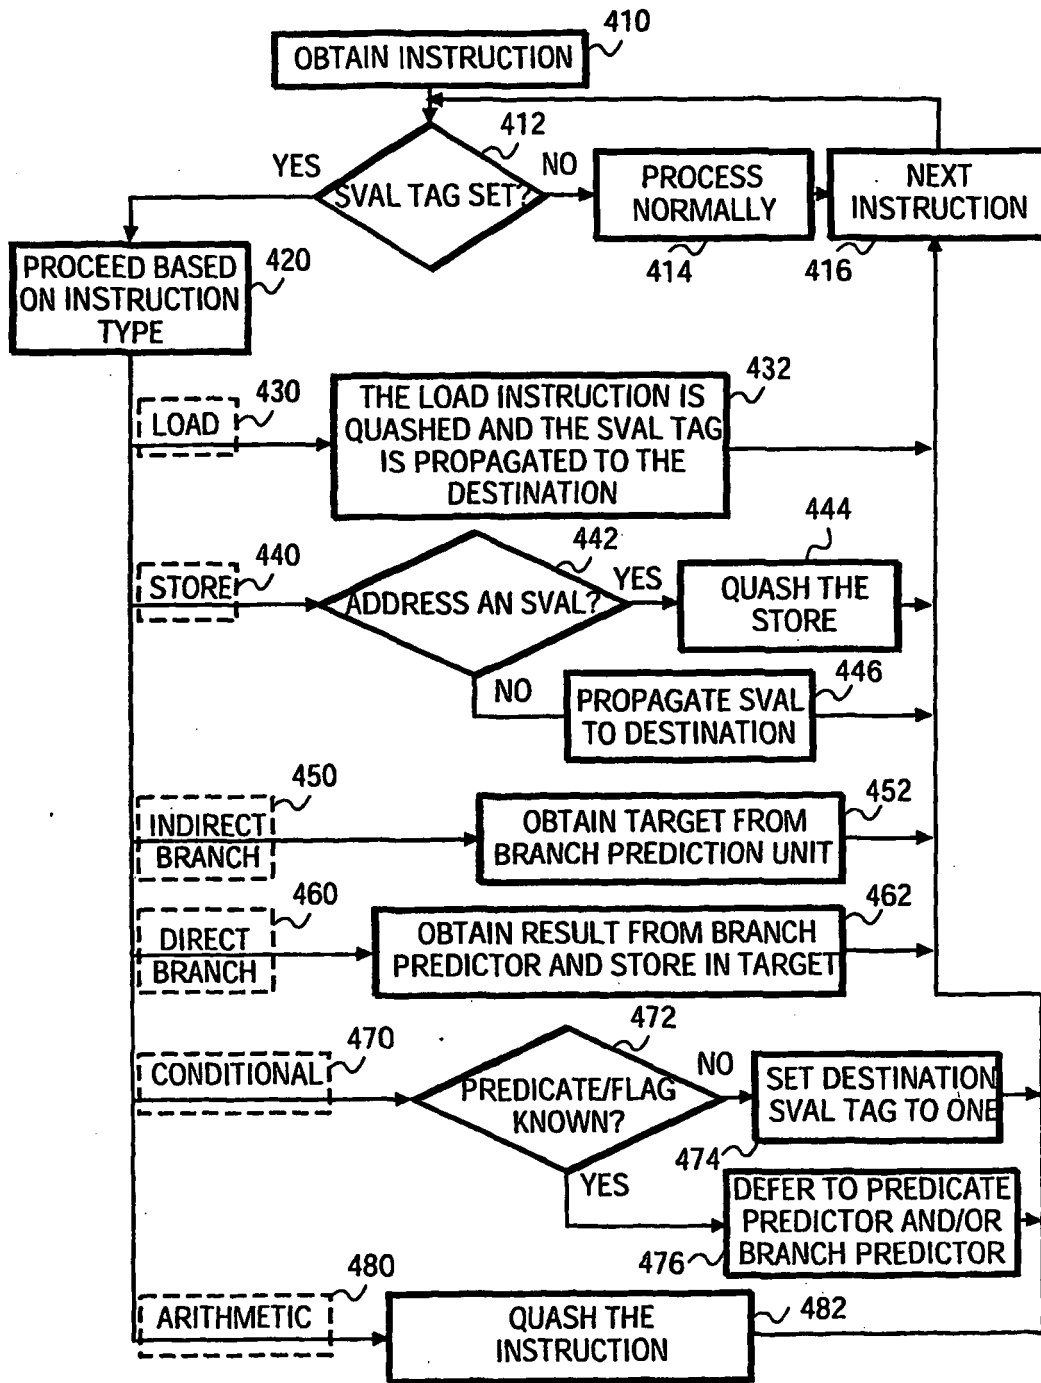 410
OBTAIN INSTRUCTION
412
YES
NO
SVAL TAG SET?
PROCESS
NORMALLY
414
NEXT
INSTRUCTION
416
PROCEED BASED
ON INSTRUCTION
TYPE
420
LOAD
430
THE LOAD INSTRUCTION IS
QUASHED AND THE SVAL TAG
IS PROPAGATED TO THE
DESTINATION
432
STORE
440
ADDRESS AN SVAL?
442
YES
QUASH THE
STORE
444
NO
PROPAGATE SVAL
TO DESTINATION
446
INDIRECT
BRANCH
450
OBTAIN TARGET FROM
BRANCH PREDICTION UNIT
452
DIRECT
BRANCH
460
OBTAIN RESULT FROM BRANCH
PREDICTOR AND STORE IN TARGET
462
CONDITIONAL
470
PREDICATE/FLAG
KNOWN?
472
NO
SET DESTINATION
SVAL TAG TO ONE
474
YES
DEFER TO PREDICATE
PREDICTOR AND/OR
BRANCH PREDICTOR
476
ARITHMETIC
480
QUASH THE
INSTRUCTION
482